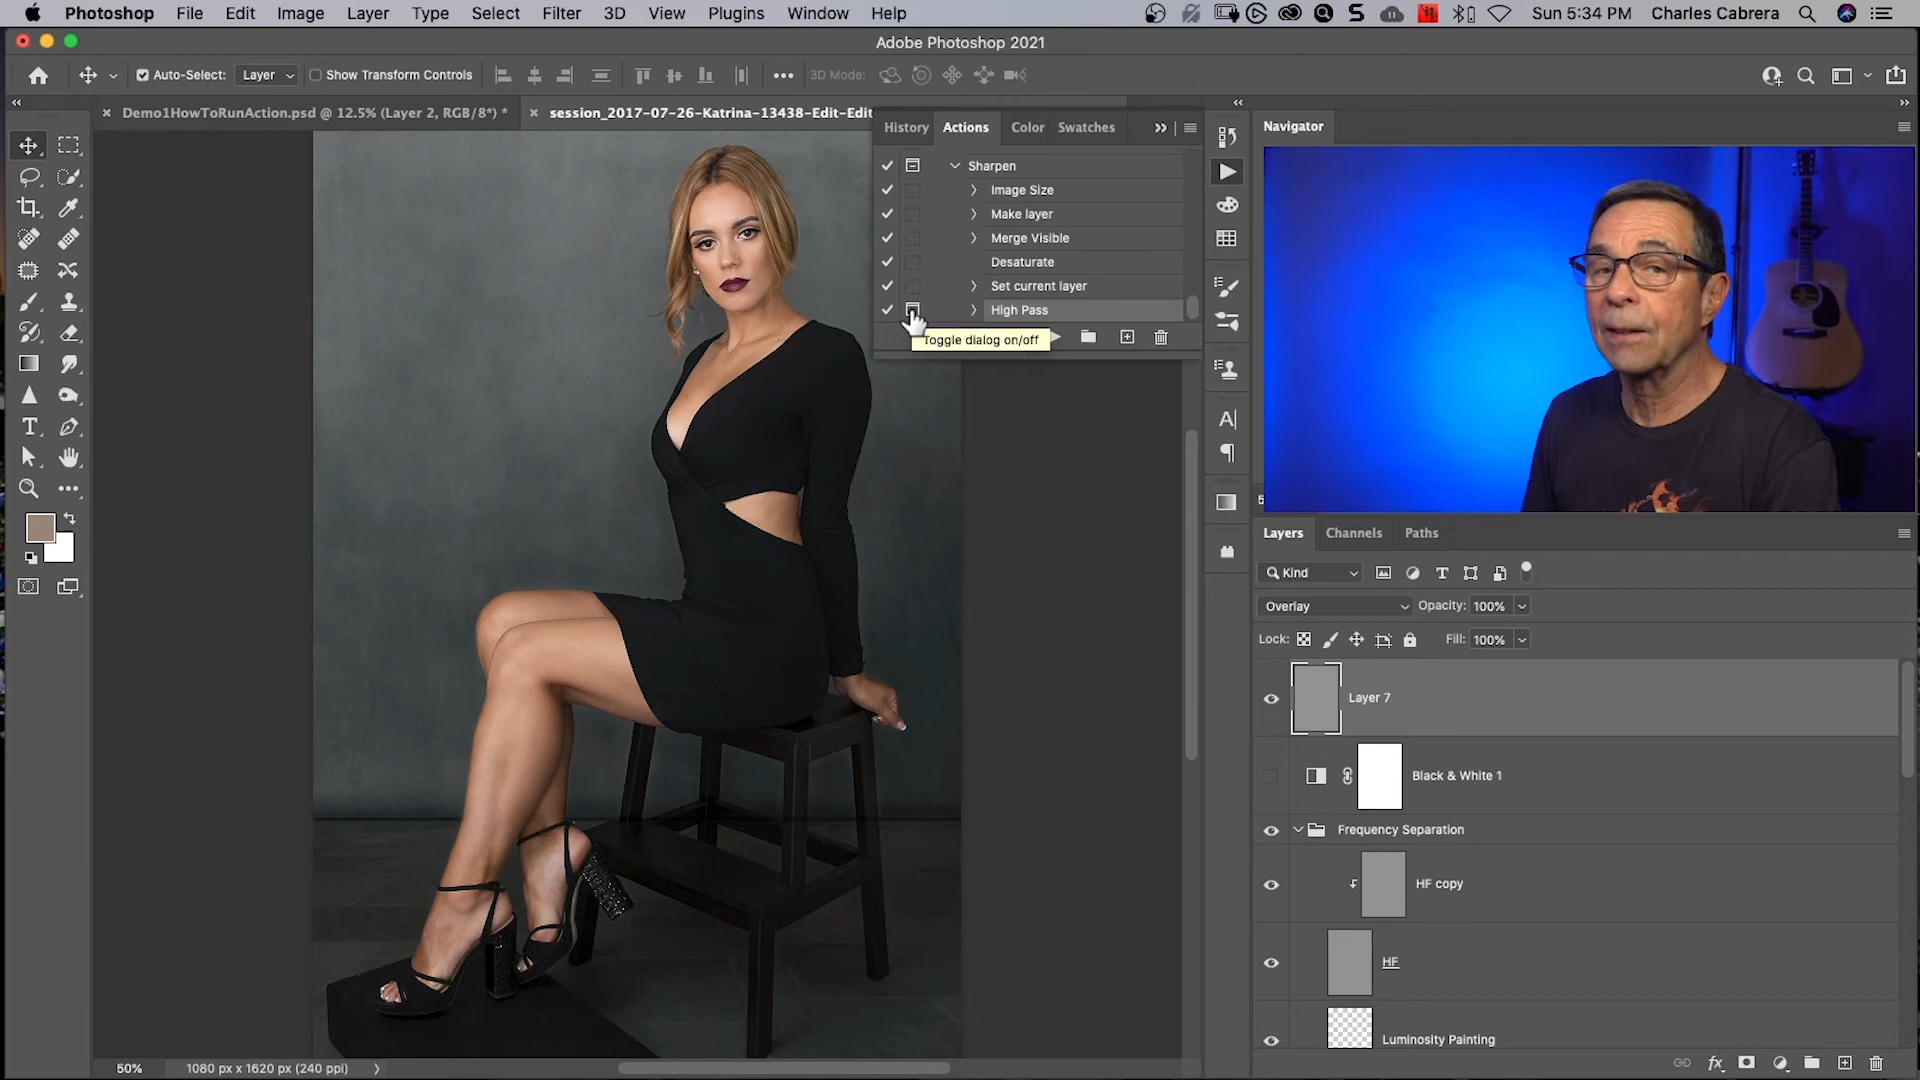 Photoshop File Edit Image Layer Type Select Filter 3D View Plugins Window Help Sun 5:34 PM Charles Cabrera
Adobe Photoshop 2021
Auto-Select: Layer Show Transform Controls 3D Mode:
Demo1HowToRunAction.psd @ 12.5% (Layer 2, RGB/8*) * session_2017-07-26-Katrina-13438-Edit-Edit
History Actions Color Swatches
Sharpen
Image Size
Make layer
Merge Visible
Desaturate
Set current layer
High Pass
Toggle dialog on/off
Navigator
Layers Channels Paths
Kind
Overlay Opacity: 100%
Lock: Fill: 100%
Layer 7
Black & White 1
Frequency Separation
HF copy
HF
Luminosity Painting
50% 1080 px x 1620 px (240 ppi)